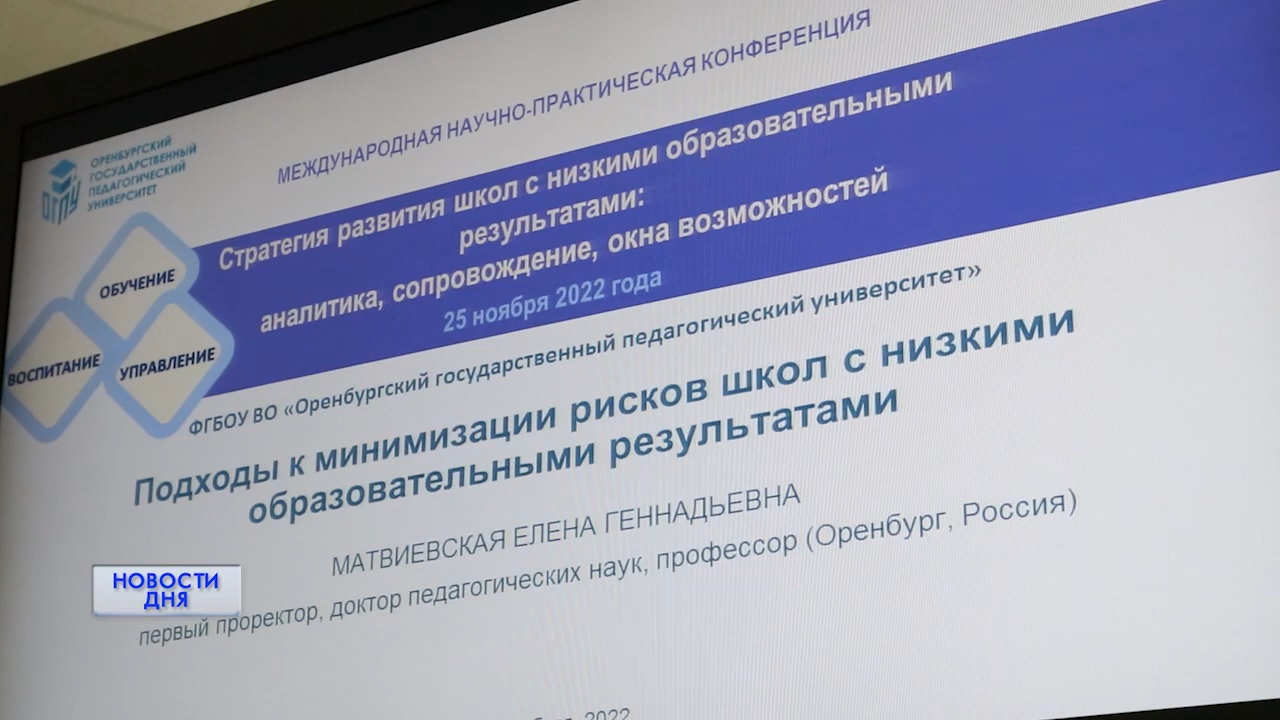 МЕЖДУНАРОДНАЯ НАУЧНО-ПРАКТИЧЕСКАЯ КОНФЕРЕНЦИЯ
ОРЕНБУРГСКИЙ
ГОСУДАРСТВЕННЫЙ
ПЕДАГОГИЧЕСКИЙ
УНИВЕРСИТЕТ
ОГПУ
Стратегия развития школ с низкими образовательными
результатами:
аналитика, сопровождение, окна возможностей
25 ноября 2022 года
ОБУЧЕНИЕ
ВОСПИТАНИЕ
УПРАВЛЕНИЕ
ФГБОУ ВО «Оренбургский государственный педагогический университет»
Подходы к минимизации рисков школ с низкими
образовательными результатами
МАТВИЕВСКАЯ ЕЛЕНА ГЕННАДЬЕВНА
первый проректор, доктор педагогических наук, профессор (Оренбург, Россия)
НОВОСТИ
ДНЯ
2022